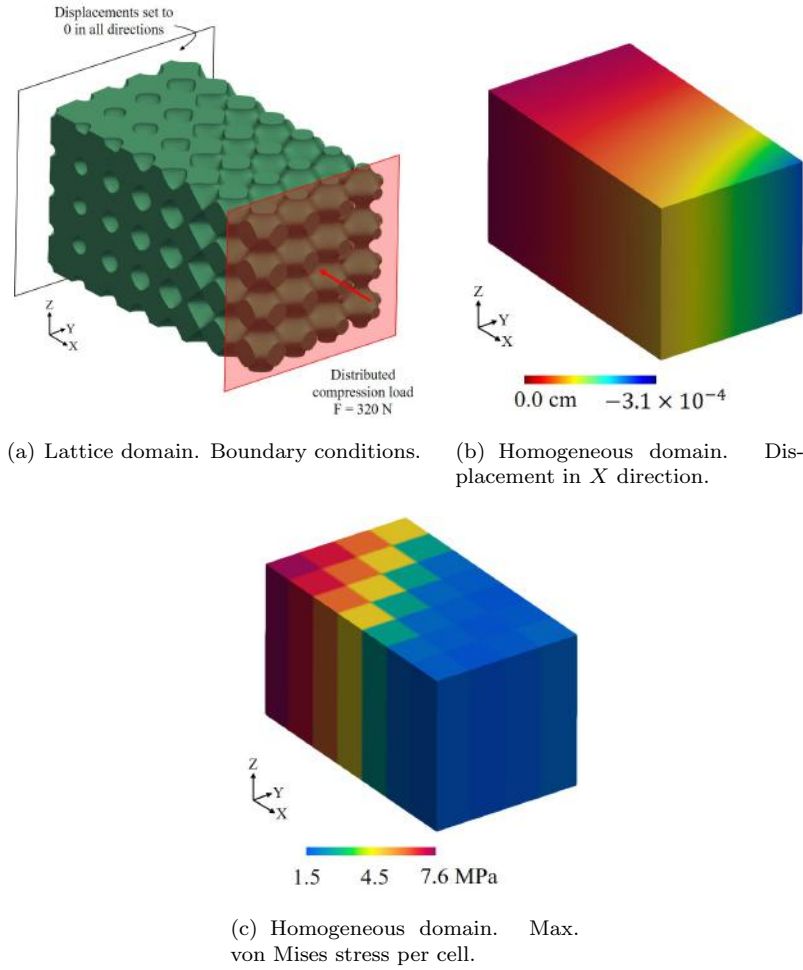 Displacements set to
0 in all directions
Z
Y
X
Distributed
compression load
F = 320 N
(a) Lattice domain. Boundary conditions.
Z
Y
X
0.0 cm −3.1 × 10⁻⁴
(b) Homogeneous domain. Dis-
placement in X direction.
Z
Y
X
1.5 4.5 7.6 MPa
(c) Homogeneous domain. Max.
von Mises stress per cell.